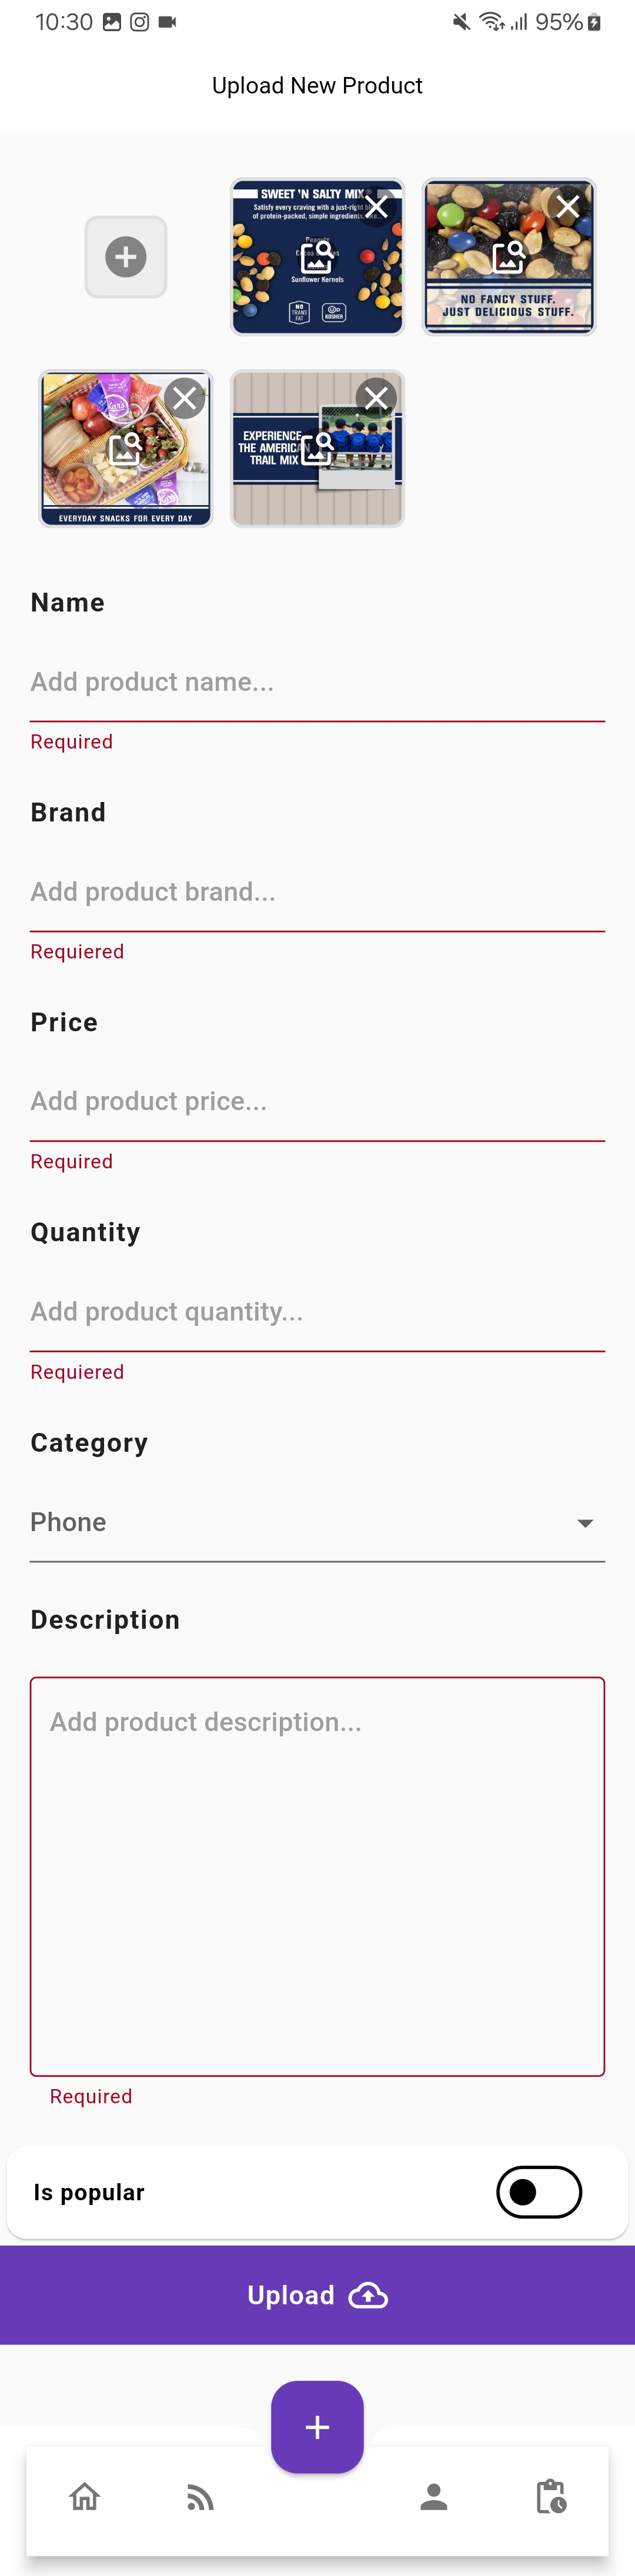 10:30
95%
Upload New Product
SWEET 'N SALTY MIX
Satisfy every craving with a just-right
of protein-packed, simple ingredients,
Sunflower Kernels
NO
TRANS
FAT
KOSHER
NO FANCY STUFF.
JUST DELICIOUS STUFF.
EVERYDAY SNACKS FOR EVERY DAY
EXPERIENCE
THE AMERICAN
TRAIL MIX
Name
Add product name...
Required
Brand
Add product brand...
Requiered
Price
Add product price...
Required
Quantity
Add product quantity...
Requiered
Category
Phone
Description
Add product description...
Required
Is popular
Upload